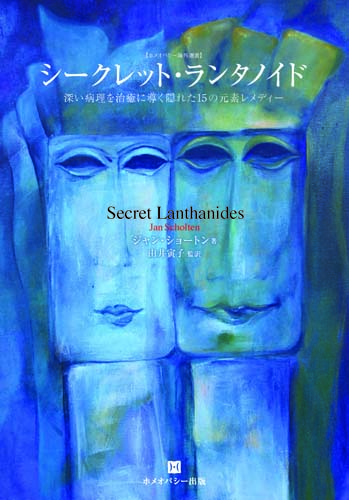 【ホメオパシー海外選書】
シークレット・ランタノイド
深い病理を治癒に導く隠れた15の元素レメディー
Secret Lanthanides
Jan Scholten
ジャン・ショートン 著
由井寅子 監訳
ホメオパシー出版